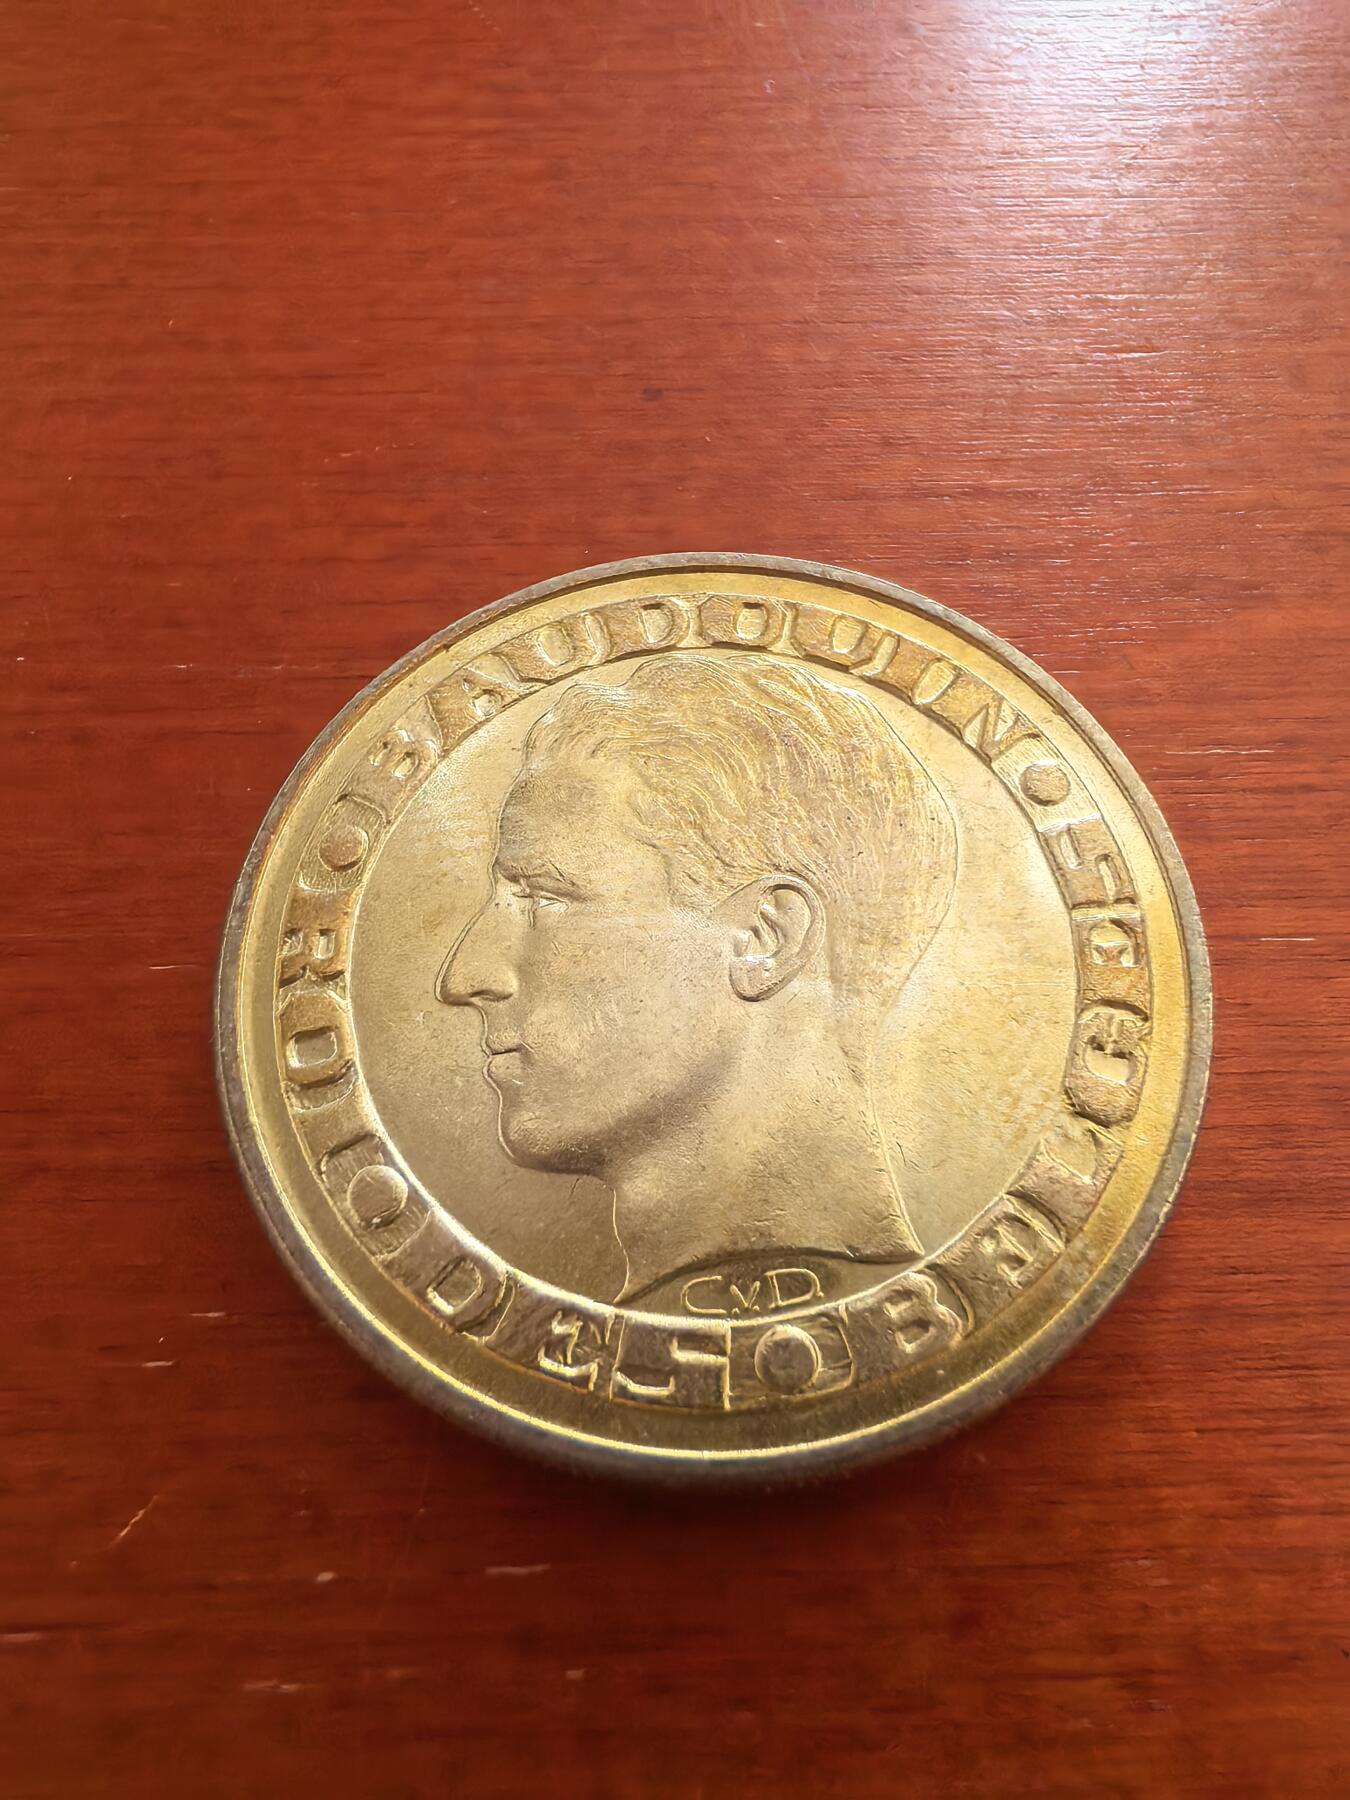 • BAUDOUIN •
ROI • DES • BELGES
C.v.D.